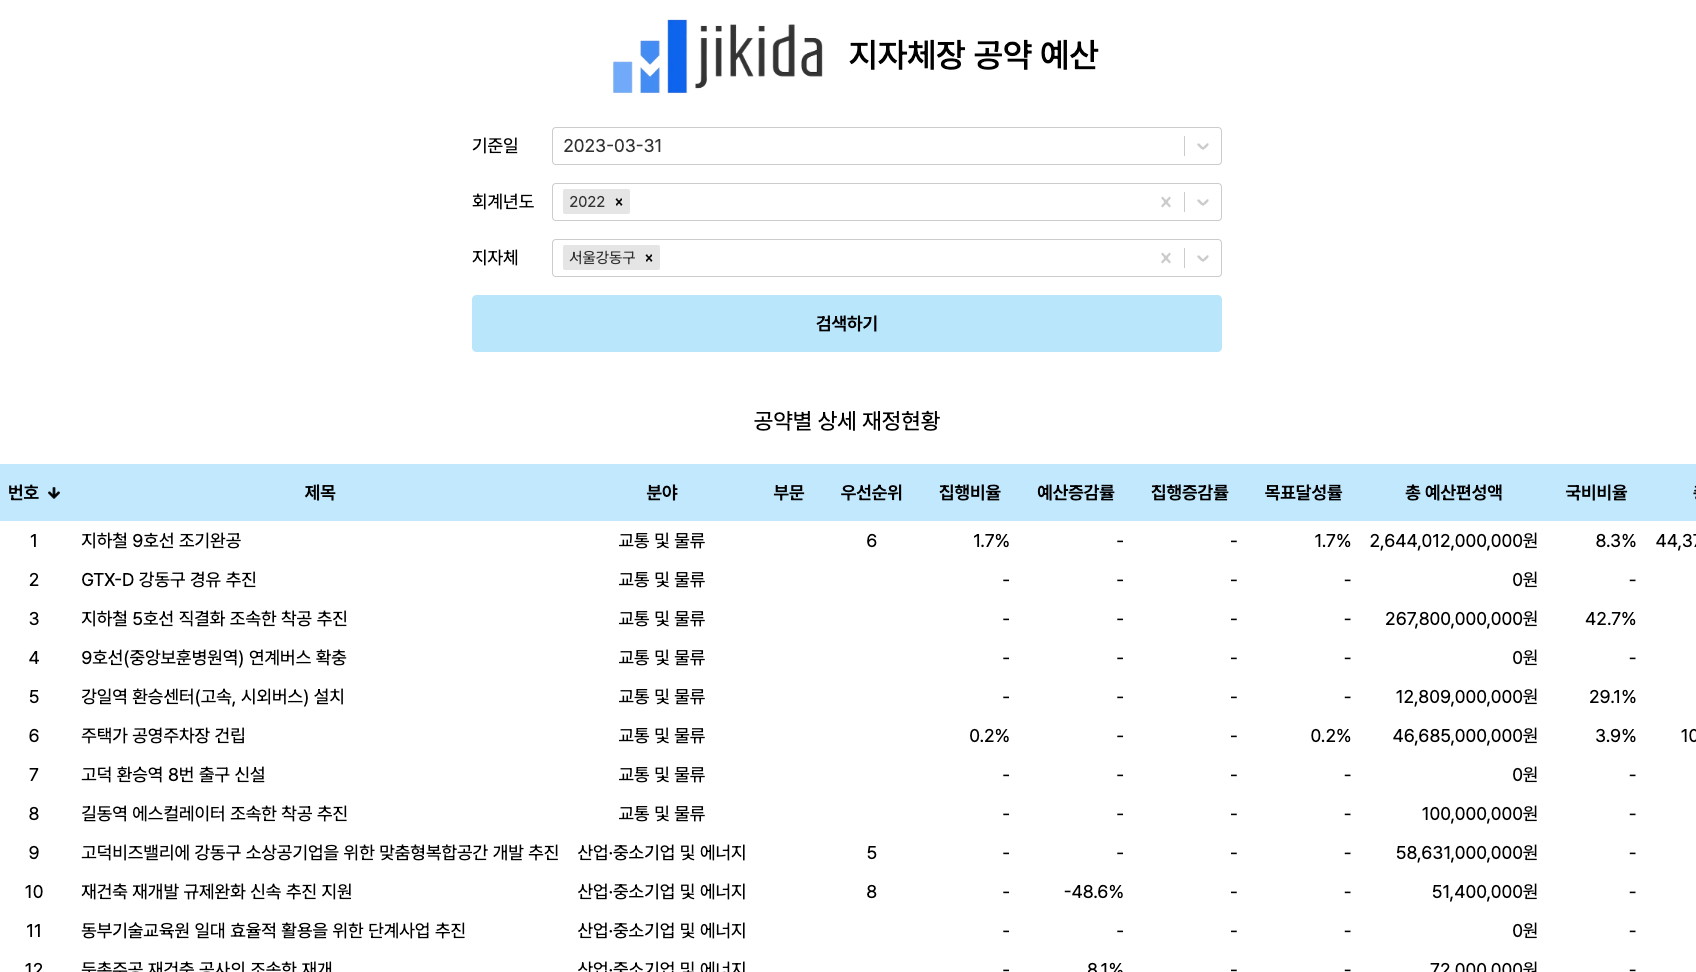 jikida 지자체장 공약 예산
기준일 2023-03-31
회계년도 2022
지자체 서울강동구
검색하기
공약별 상세 재정현황
번호 제목 분야 부문 우선순위 집행비율 예산증감률 집행증감률 목표달성률 총 예산편성액 국비비율
1 지하철 9호선 조기완공 교통 및 물류 6 1.7% - - 1.7% 2,644,012,000,000원 8.3% 44,37
2 GTX-D 강동구 경유 추진 교통 및 물류 - - - - 0원 -
3 지하철 5호선 직결화 조속한 착공 추진 교통 및 물류 - - - - 267,800,000,000원 42.7%
4 9호선(중앙보훈병원역) 연계버스 확충 교통 및 물류 - - - - 0원 -
5 강일역 환승센터(고속, 시외버스) 설치 교통 및 물류 - - - - 12,809,000,000원 29.1%
6 주택가 공영주차장 건립 교통 및 물류 0.2% - - 0.2% 46,685,000,000원 3.9% 10
7 고덕 환승역 8번 출구 신설 교통 및 물류 - - - - 0원 -
8 길동역 에스컬레이터 조속한 착공 추진 교통 및 물류 - - - - 100,000,000원 -
9 고덕비즈밸리에 강동구 소상공기업을 위한 맞춤형복합공간 개발 추진 산업·중소기업 및 에너지 5 - - - - 58,631,000,000원 -
10 재건축 재개발 규제완화 신속 추진 지원 산업·중소기업 및 에너지 8 - -48.6% - - 51,400,000원 -
11 동부기술교육원 일대 효율적 활용을 위한 단계사업 추진 산업·중소기업 및 에너지 - - - - 0원 -
12 둔촌주공 재건축 공사의 조속한 재개 산업·중소기업 및 에너지 - 8.1% - - 72,000,000원 -